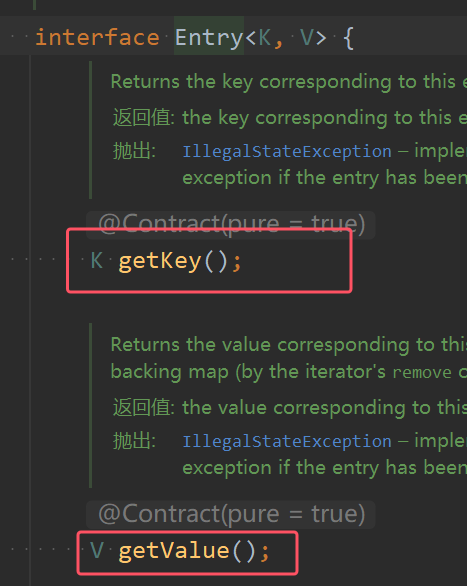 interface Entry<K, V> {
Returns the key corresponding to this e
返回值: the key corresponding to this e
抛出: IllegalStateException – implem
exception if the entry has been
@Contract(pure = true)
K getKey();
Returns the value corresponding to this
backing map (by the iterator's remove o
返回值: the value corresponding to this
抛出: IllegalStateException – implem
exception if the entry has been
@Contract(pure = true)
V getValue();